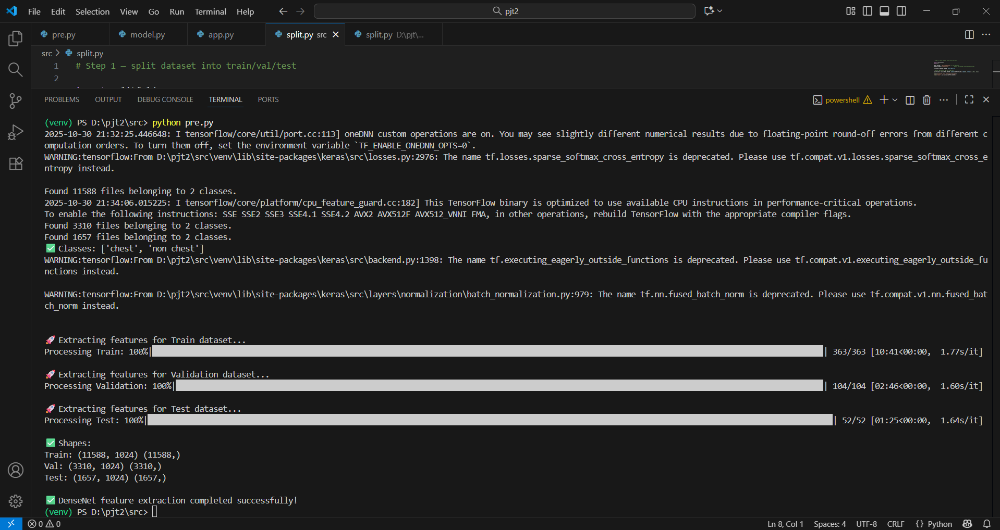 File Edit Selection View Go Run Terminal Help
pjt2
pre.py
model.py
app.py
split.py src
split.py D:\pjt\...
src > split.py
1 # Step 1 – split dataset into train/val/test
2
PROBLEMS OUTPUT DEBUG CONSOLE TERMINAL PORTS
powershell
(venv) PS D:\pjt2\src> python pre.py
2025-10-30 21:32:25.446648: I tensorflow/core/util/port.cc:113] oneDNN custom operations are on. You may see slightly different numerical results due to floating-point round-off errors from different c
omputation orders. To turn them off, set the environment variable `TF_ENABLE_ONEDNN_OPTS=0`.
WARNING:tensorflow:From D:\pjt2\src\venv\lib\site-packages\keras\src\losses.py:2976: The name tf.losses.sparse_softmax_cross_entropy is deprecated. Please use tf.compat.v1.losses.sparse_softmax_cross_e
ntropy instead.
Found 11588 files belonging to 2 classes.
2025-10-30 21:34:06.015225: I tensorflow/core/platform/cpu_feature_guard.cc:182] This TensorFlow binary is optimized to use available CPU instructions in performance-critical operations.
To enable the following instructions: SSE SSE2 SSE3 SSE4.1 SSE4.2 AVX2 AVX512F AVX512_VNNI FMA, in other operations, rebuild TensorFlow with the appropriate compiler flags.
Found 3310 files belonging to 2 classes.
Found 1657 files belonging to 2 classes.
✅ Classes: ['chest', 'non chest']
WARNING:tensorflow:From D:\pjt2\src\venv\lib\site-packages\keras\src\backend.py:1398: The name tf.executing_eagerly_outside_functions is deprecated. Please use tf.compat.v1.executing_eagerly_outside_fu
nctions instead.
WARNING:tensorflow:From D:\pjt2\src\venv\lib\site-packages\keras\src\layers\normalization\batch_normalization.py:979: The name tf.nn.fused_batch_norm is deprecated. Please use tf.compat.v1.nn.fused_bat
ch_norm instead.
🚀 Extracting features for Train dataset...
Processing Train: 100%| | 363/363 [10:41<00:00, 1.77s/it]
🚀 Extracting features for Validation dataset...
Processing Validation: 100%| | 104/104 [02:46<00:00, 1.60s/it]
🚀 Extracting features for Test dataset...
Processing Test: 100%| | 52/52 [01:25<00:00, 1.64s/it]
✅ Shapes:
Train: (11588, 1024) (11588,)
Val: (3310, 1024) (3310,)
Test: (1657, 1024) (1657,)
✅ DenseNet feature extraction completed successfully!
(venv) PS D:\pjt2\src>
0 0 Ln 8, Col 1 Spaces: 4 UTF-8 CRLF {} Python